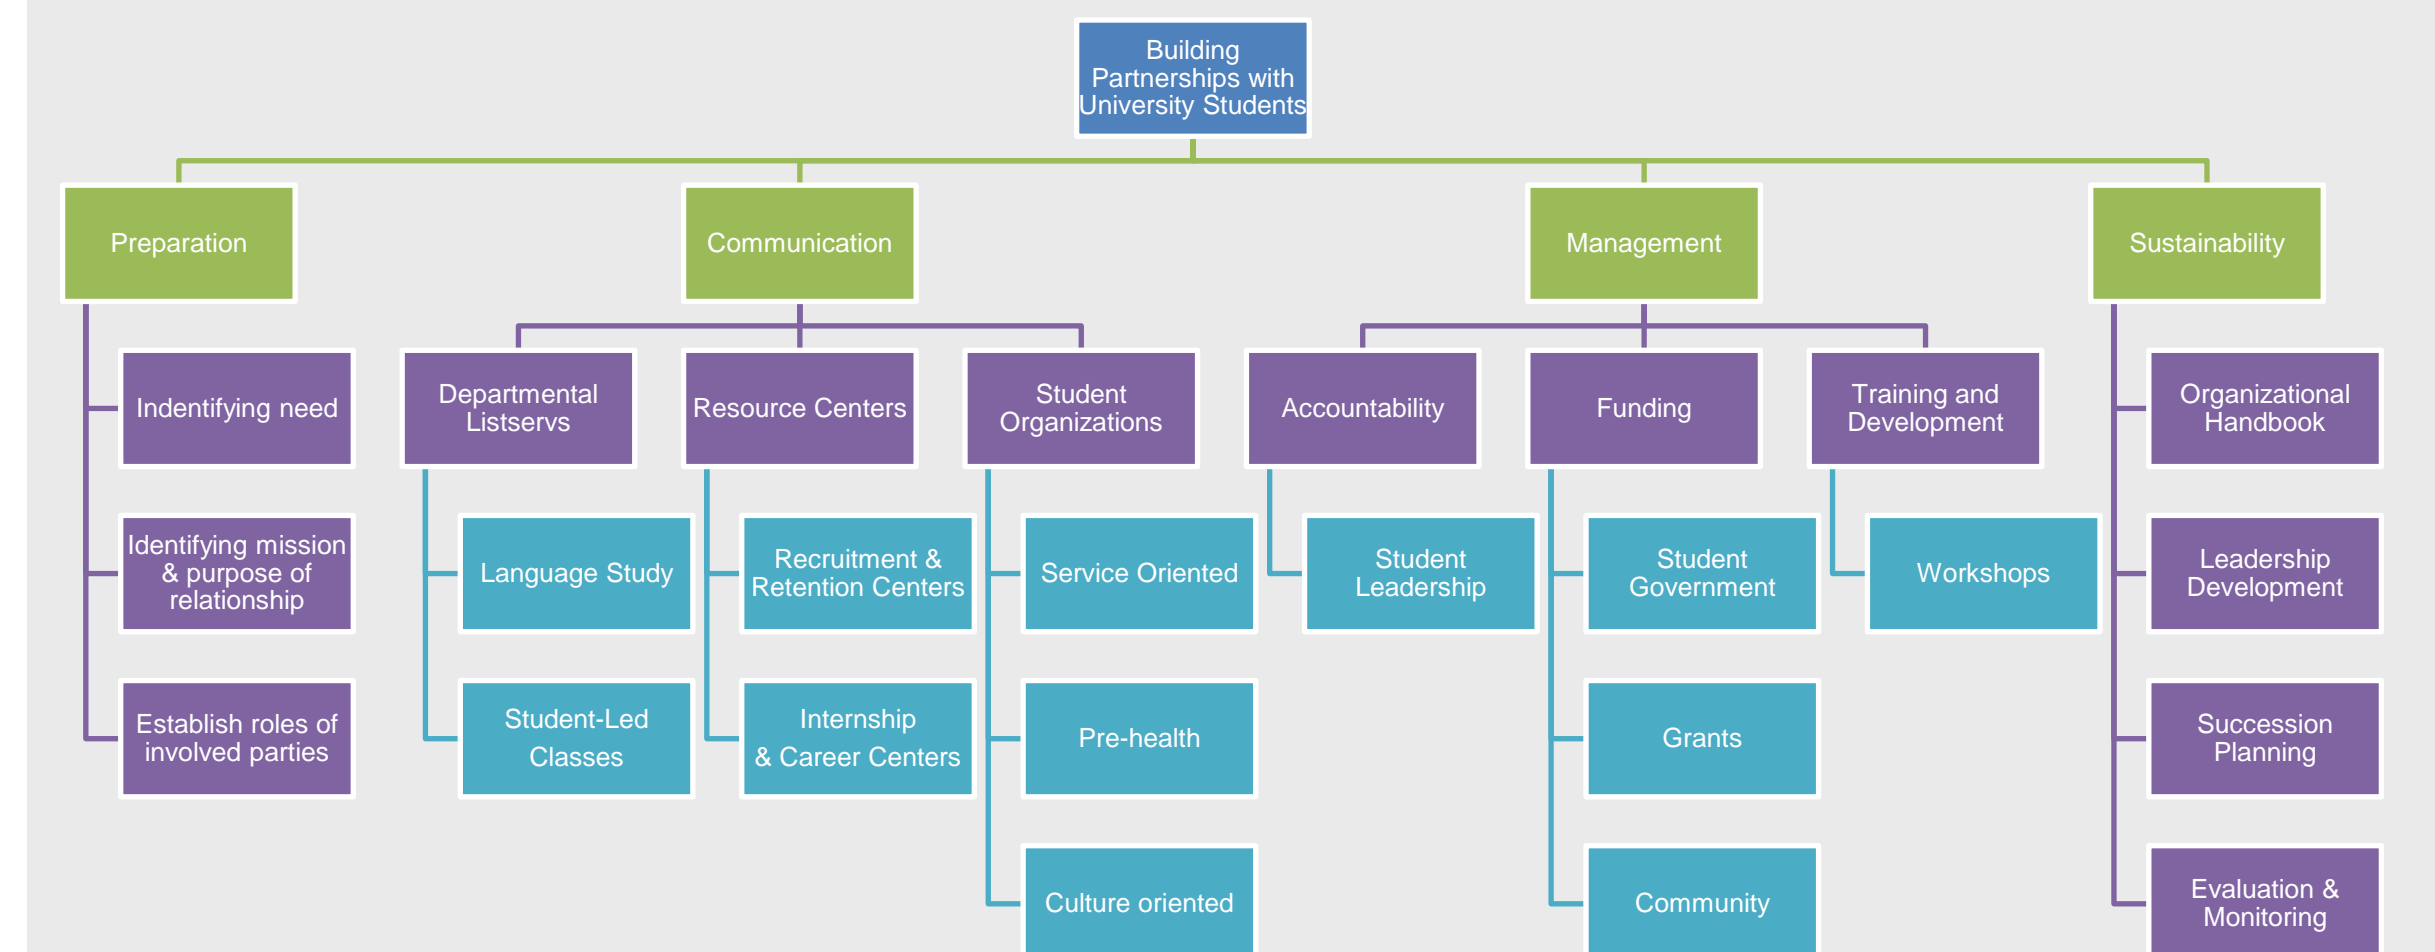 Building
Partnerships with
University Students
Preparation
Communication
Management
Sustainability
Indentifying need
Departmental
Listservs
Resource Centers
Student
Organizations
Accountability
Funding
Training and
Development
Organizational
Handbook
Identifying mission
& purpose of
relationship
Language Study
Recruitment &
Retention Centers
Service Oriented
Student
Leadership
Student
Government
Workshops
Leadership
Development
Establish roles of
involved parties
Student-Led
Classes
Internship
& Career Centers
Pre-health
Grants
Succession
Planning
Culture oriented
Community
Evaluation &
Monitoring